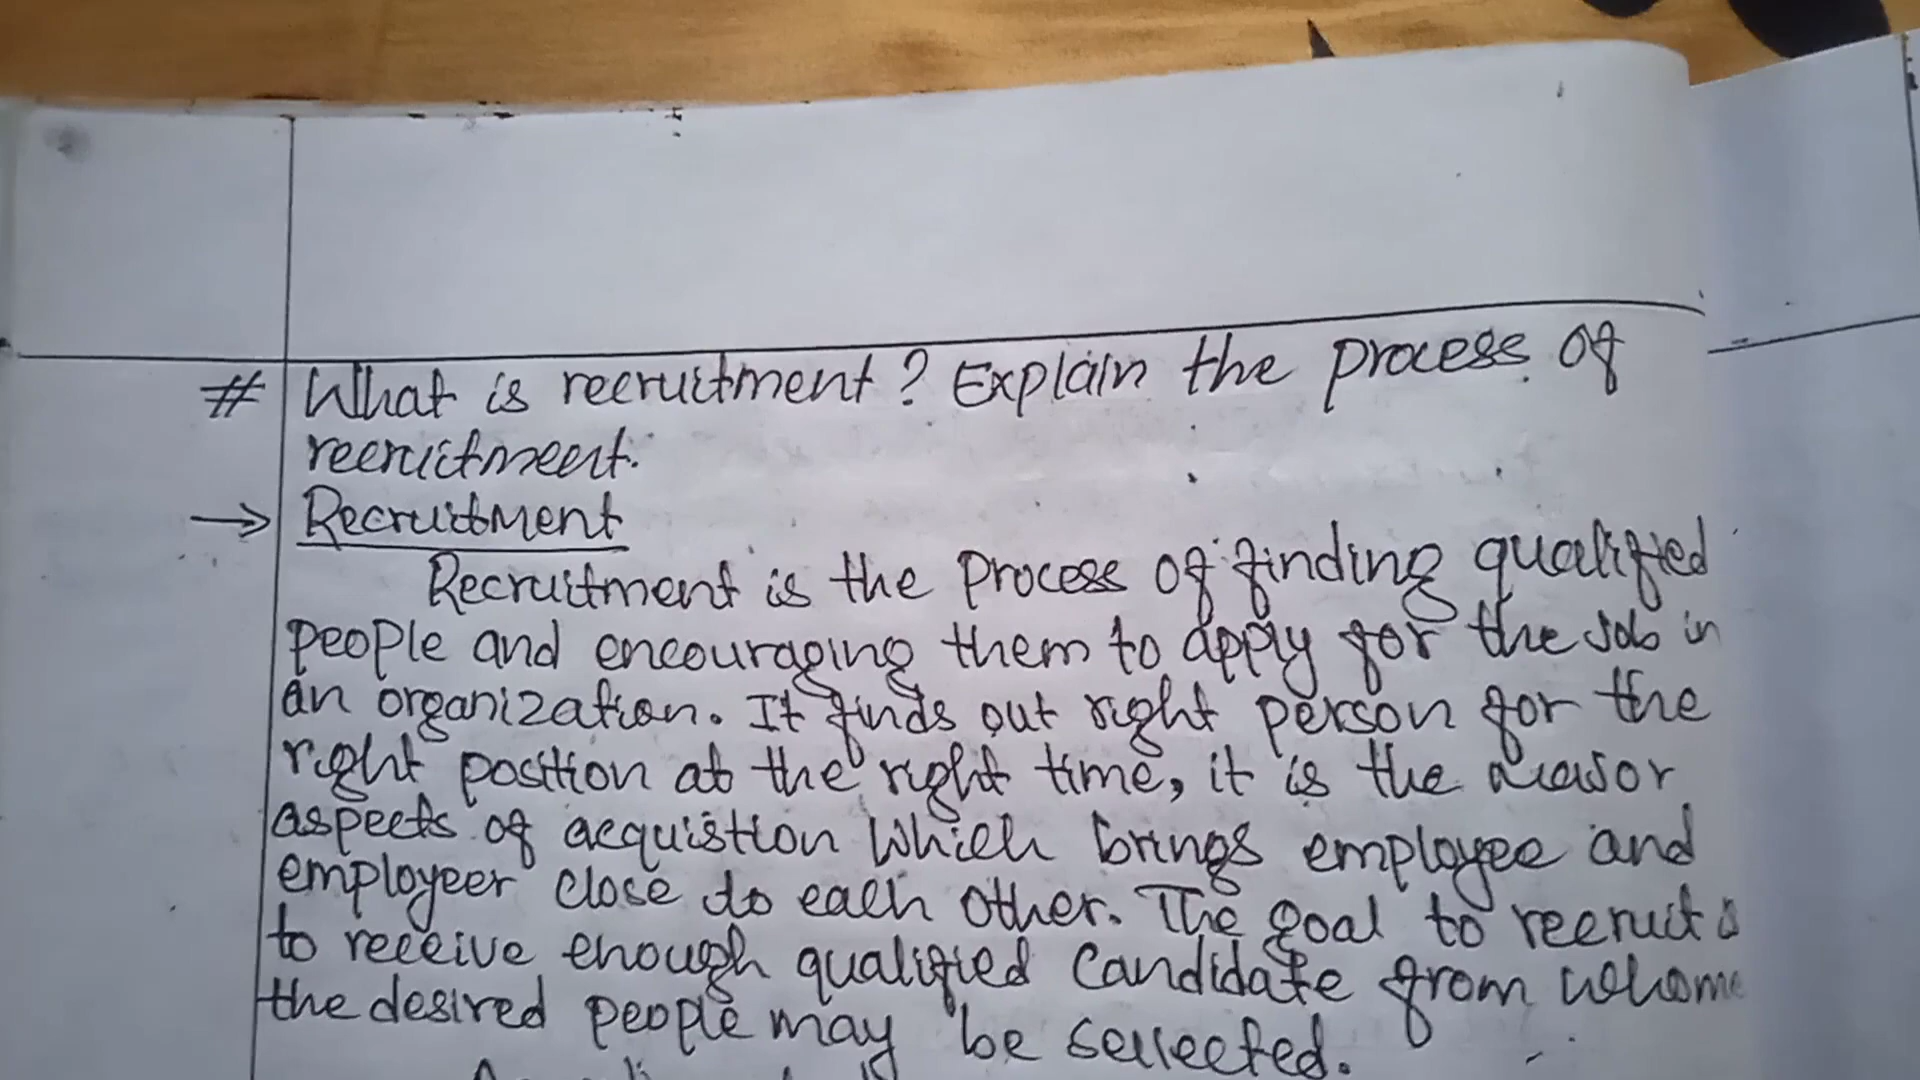 # What is recruitment? Explain the process of
recruitment.
→ Recruitment
Recruitment is the process of finding qualified
people and encouraging them to apply for the job in
an organization. It finds out right person for the
right position at the right time, it is the
aspects of acquistion which brings employee and
employeer close to each other. The goal to recruit is
to receive enough qualified candidate from whome
the desired people may be sellected.